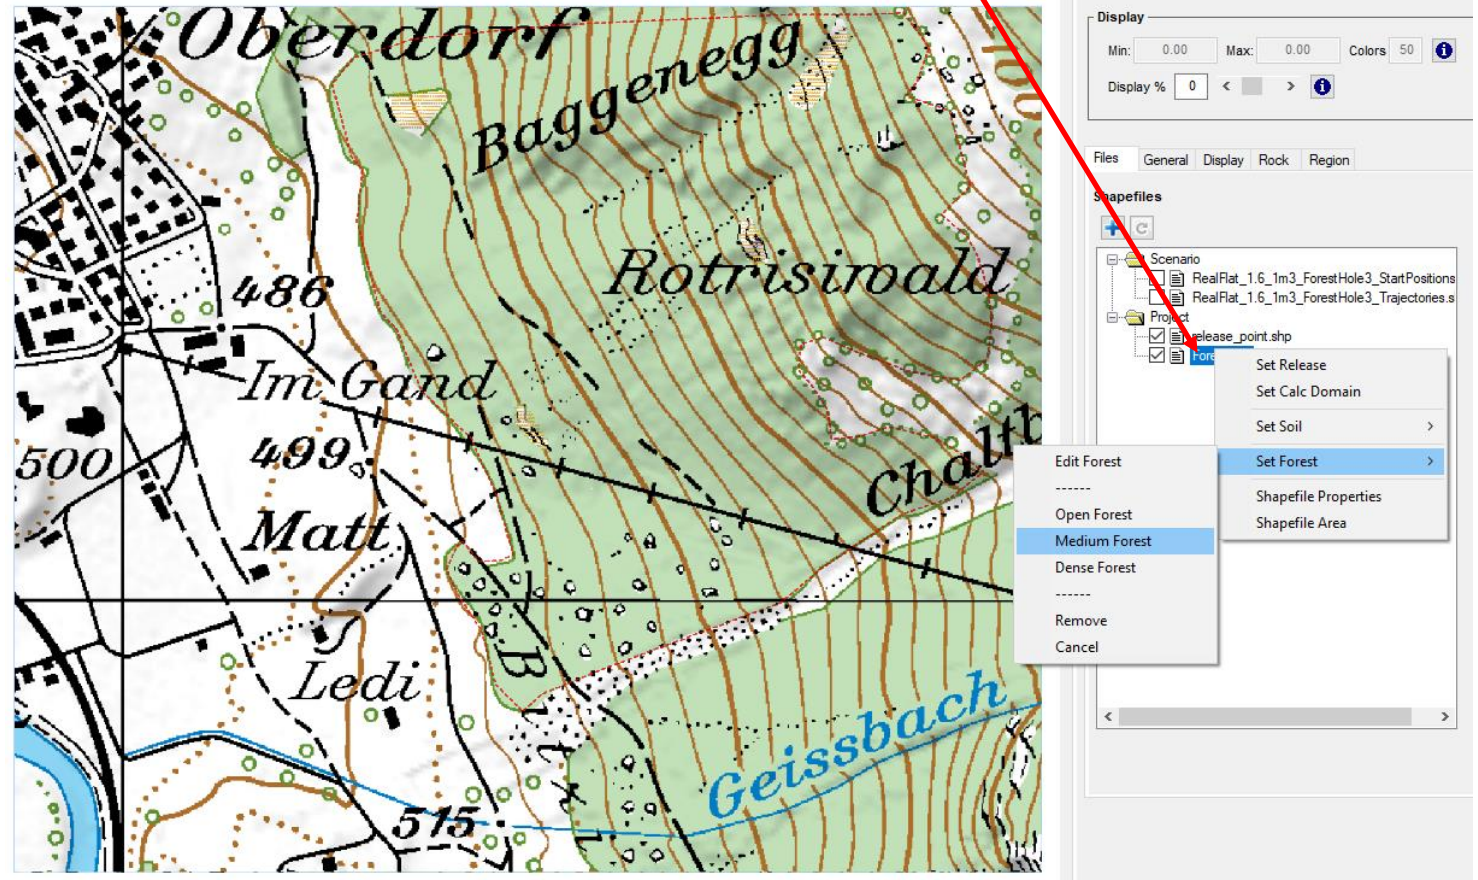 Oberdorf
Baggenegg
Rotrisiwald
486
Im Gand
499
500
Chaltb
Matt
Ledi
Geissbach
515
Display
Min: 0.00 Max: 0.00 Colors 50
Display % 0 < >
Files General Display Rock Region
Shapefiles
Scenario
RealFlat_1.6_1m3_ForestHole3_StartPositions
RealFlat_1.6_1m3_ForestHole3_Trajectories.s
Project
release_point.shp
Fore
Set Release
Set Calc Domain
Set Soil >
Set Forest >
Shapefile Properties
Shapefile Area
Edit Forest
------
Open Forest
Medium Forest
Dense Forest
------
Remove
Cancel